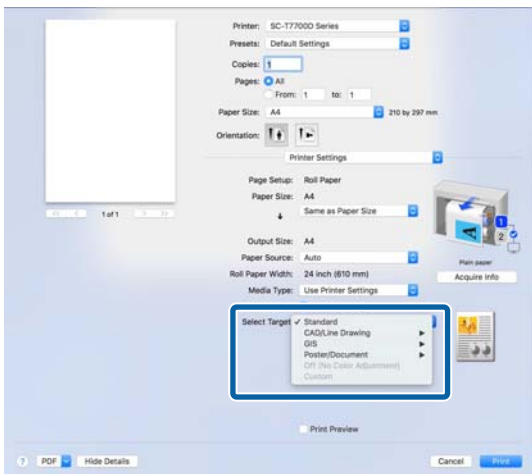 Printer: SC-T7700D Series
Presets: Default Settings
Copies: 1
Pages: All
From: 1 to: 1
Paper Size: A4 210 by 297 mm
Orientation:
Printer Settings
Page Setup: Roll Paper
Paper Size: A4
Same as Paper Size
1 of 1
Output Size: A4
Paper Source: Auto
Roll Paper Width: 24 inch (610 mm)
Media Type: Use Printer Settings
1
2
Plain paper
Acquire Info
Select Target ✓ Standard
CAD/Line Drawing
GIS
Poster/Document
Off (No Color Adjustment)
Custom
Print Preview
? PDF Hide Details Cancel Print